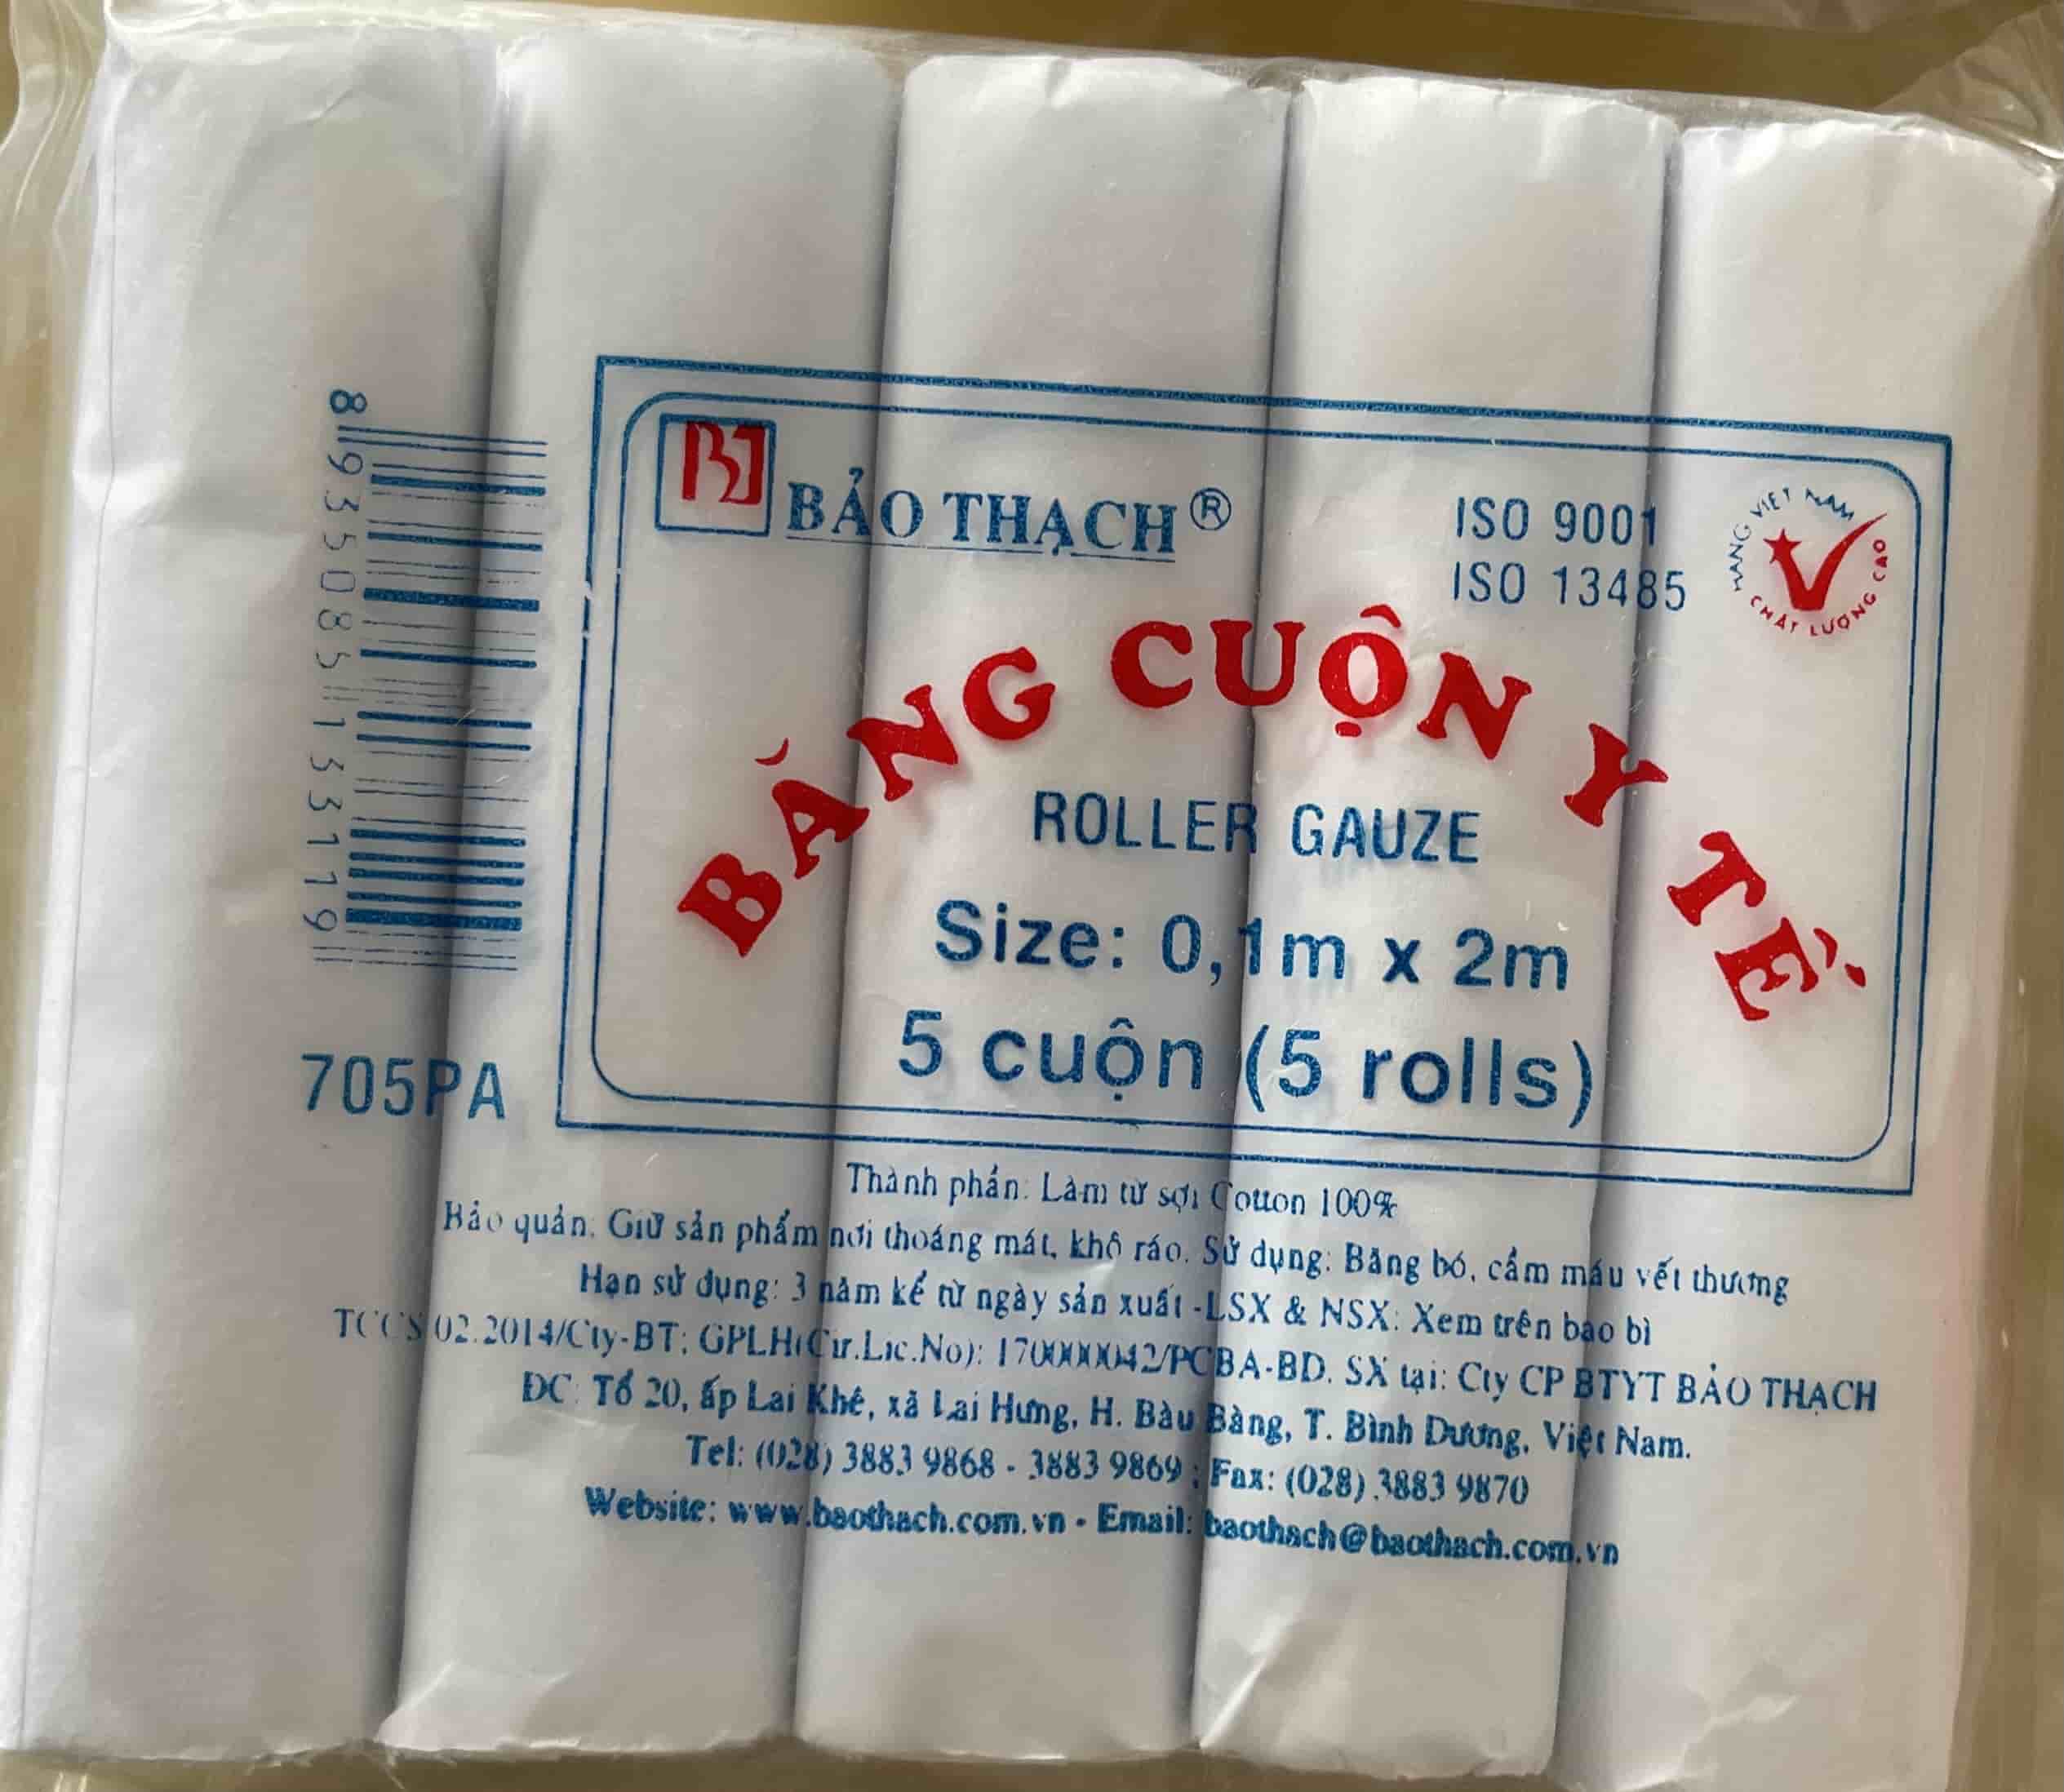 BẢO THẠCH®
ISO 9001
ISO 13485
HÀNG VIỆT NAM
CHẤT LƯỢNG CAO
BĂNG CUỘN Y TẾ
ROLLER GAUZE
Size: 0,1m x 2m
5 cuộn (5 rolls)
8 935085 133119
705PA
Thành phần: Làm từ sợi Cotton 100%
Bảo quản: Giữ sản phẩm nơi thoáng mát, khô ráo. Sử dụng: Băng bó, cầm máu vết thương
Hạn sử dụng: 3 năm kể từ ngày sản xuất -LSX & NSX: Xem trên bao bì
TCCS 02.2014/Cty-BT; GPLH(Cir.Lic.No): 170000042/PCBA-BD. SX tại: Cty CP BTYT BẢO THẠCH
ĐC: Tổ 20, ấp Lai Khê, xã Lai Hưng, H. Bàu Bàng, T. Bình Dương, Việt Nam.
Tel: (028) 3883 9868 - 3883 9869 ; Fax: (028) 3883 9870
Website: www.baothach.com.vn - Email: baothach@baothach.com.vn